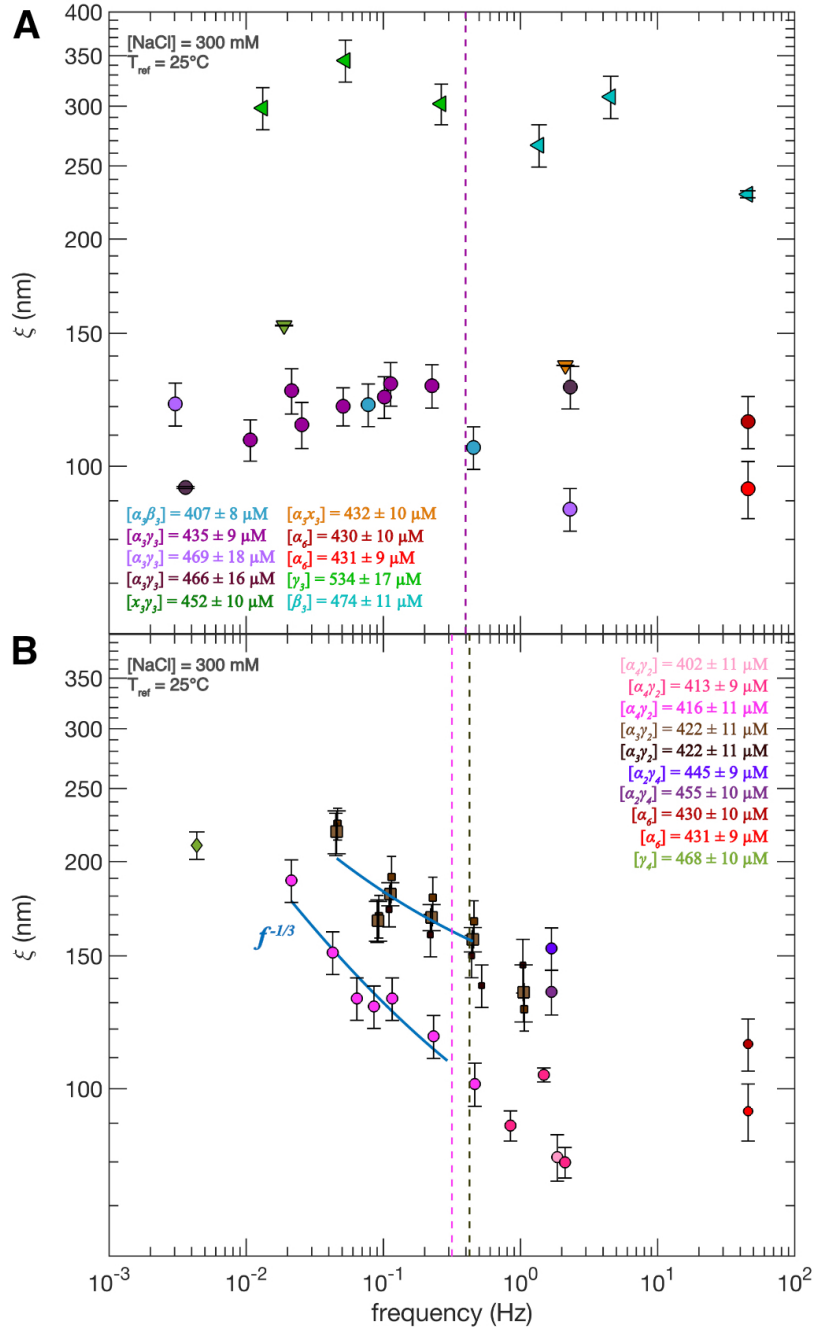 A
[NaCl] = 300 mM
T_ref = 25°C
400
350
300
250
200
150
100
ξ (nm)
[α₃β₃] = 407 ± 8 μM
[α₃γ₃] = 435 ± 9 μM
[α₃γ₃] = 469 ± 18 μM
[α₃γ₃] = 466 ± 16 μM
[x₃γ₃] = 452 ± 10 μM
[α₃x₃] = 432 ± 10 μM
[α₆] = 430 ± 10 μM
[α₆] = 431 ± 9 μM
[γ₃] = 534 ± 17 μM
[β₃] = 474 ± 11 μM
B
[NaCl] = 300 mM
T_ref = 25°C
350
300
250
200
150
100
ξ (nm)
[α₄γ₂] = 402 ± 11 μM
[α₄γ₂] = 413 ± 9 μM
[α₄γ₂] = 416 ± 11 μM
[α₃γ₂] = 422 ± 11 μM
[α₃γ₂] = 422 ± 11 μM
[α₂γ₄] = 445 ± 9 μM
[α₂γ₄] = 455 ± 10 μM
[α₆] = 430 ± 10 μM
[α₆] = 431 ± 9 μM
[γ₄] = 468 ± 10 μM
f⁻¹/³
10⁻³
10⁻²
10⁻¹
10⁰
10¹
10²
frequency (Hz)